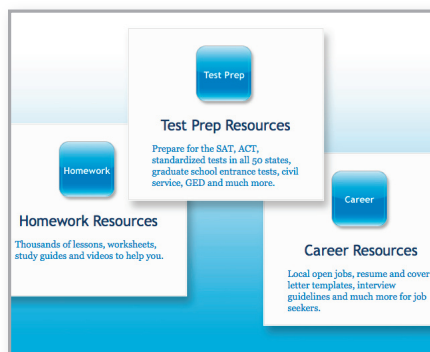 Test Prep
Test Prep Resources
Prepare for the SAT, ACT,
standardized tests in all 50 states,
graduate school entrance tests, civil
service, GED and much more.
Homework
Homework Resources
Thousands of lessons, worksheets,
study guides and videos to help you.
Career
Career Resources
Local open jobs, resume and cover
letter templates, interview
guidelines and much more for job
seekers.